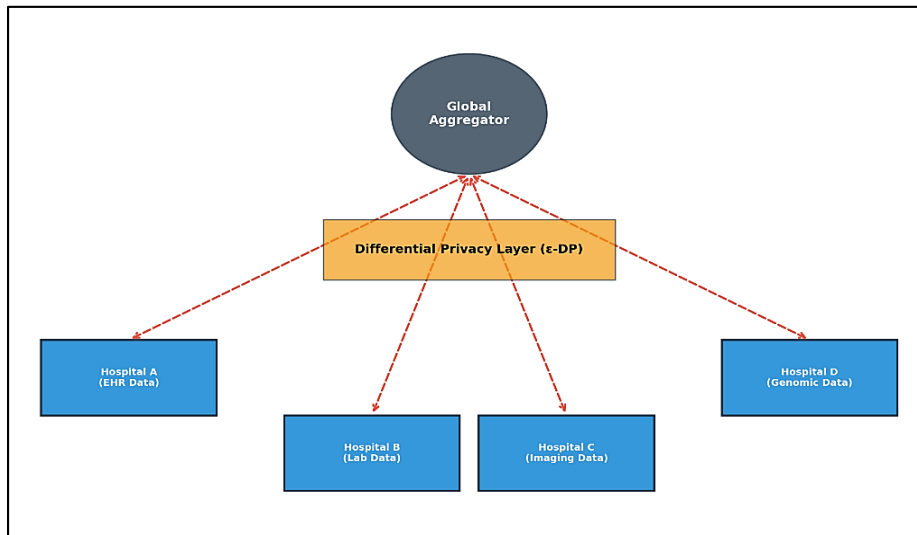 Global
Aggregator
Differential Privacy Layer (ε-DP)
Hospital A
(EHR Data)
Hospital D
(Genomic Data)
Hospital B
(Lab Data)
Hospital C
(Imaging Data)